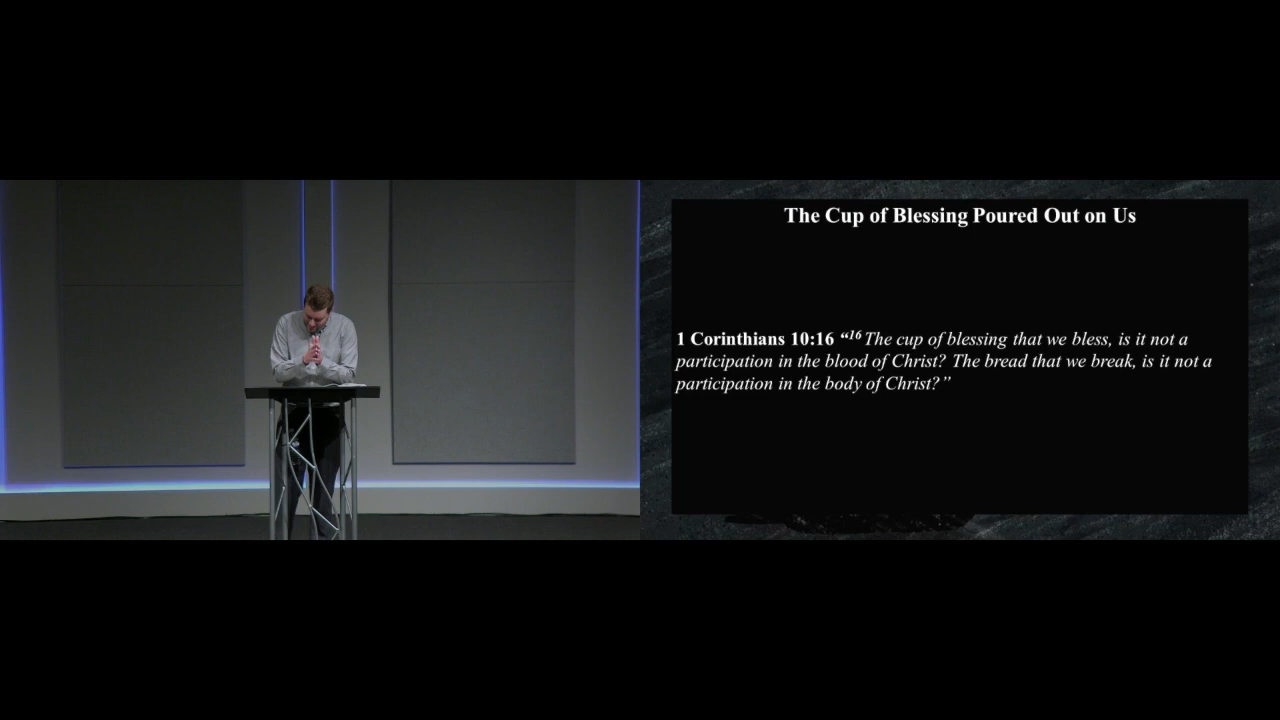 The Cup of Blessing Poured Out on Us
1 Corinthians 10:16 “16 The cup of blessing that we bless, is it not a
participation in the blood of Christ? The bread that we break, is it not a
participation in the body of Christ?”